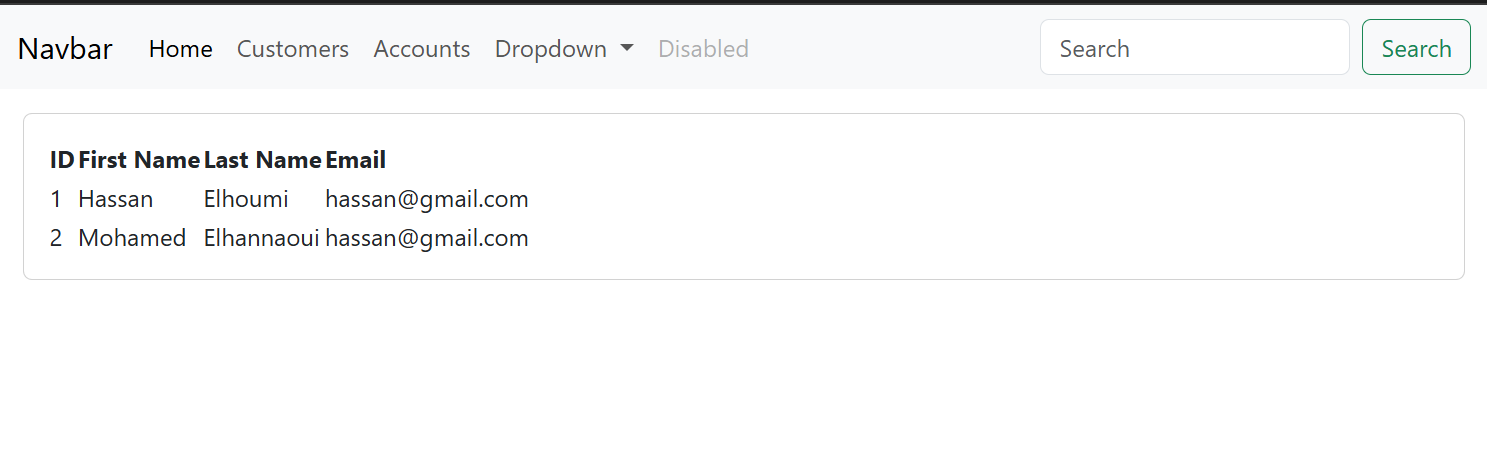 Navbar Home Customers Accounts Dropdown Disabled Search Search
ID First Name Last Name Email
1 Hassan Elhoumi hassan@gmail.com
2 Mohamed Elhannaoui hassan@gmail.com